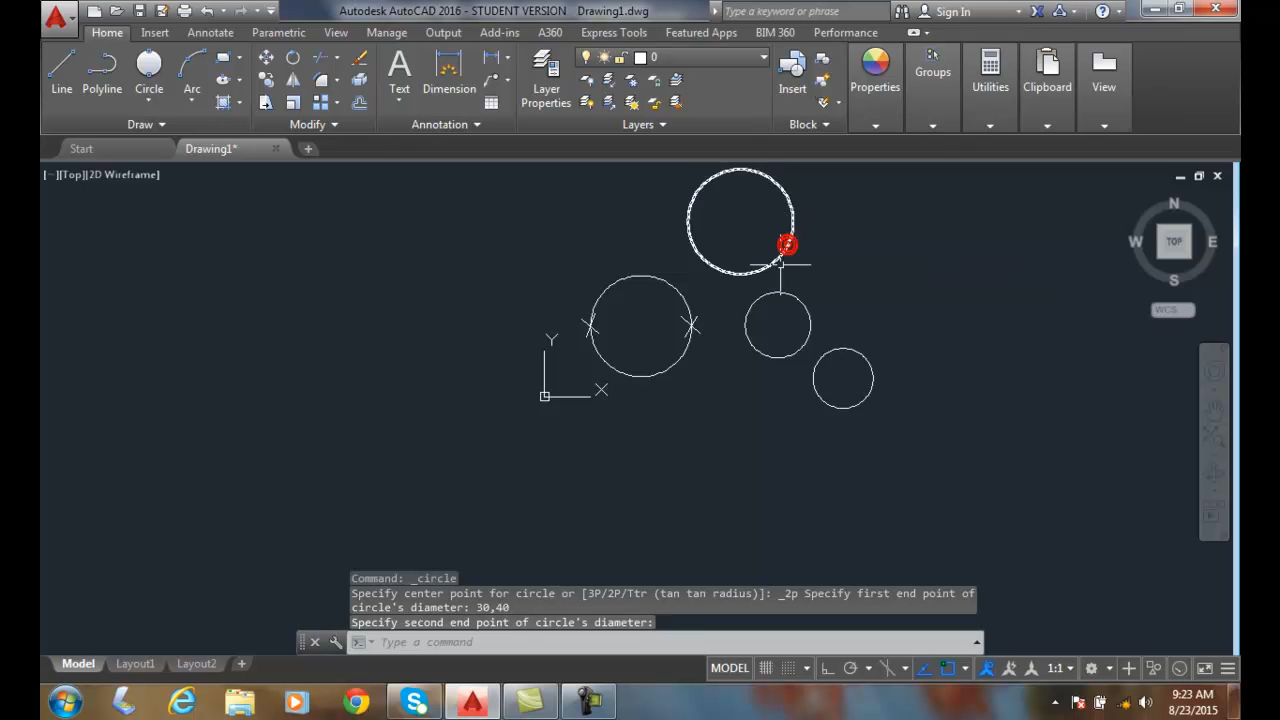 Autodesk AutoCAD 2016 - STUDENT VERSION Drawing1.dwg
Type a keyword or phrase
Sign In
Home Insert Annotate Parametric View Manage Output Add-ins A360 Express Tools Featured Apps BIM 360 Performance
0
Line Polyline Circle Arc Text Dimension Layer Properties Insert Properties Groups Utilities Clipboard View
Draw Modify Annotation Layers Block
Start Drawing1*
[−][Top][2D Wireframe]
N
W TOP E
S
WCS
Y
X
Command: _circle
Specify center point for circle or [3P/2P/Ttr (tan tan radius)]: _2p Specify first end point of
circle's diameter: 30,40
Specify second end point of circle's diameter:
Type a command
Model Layout1 Layout2
MODEL 1:1
9:23 AM
8/23/2015